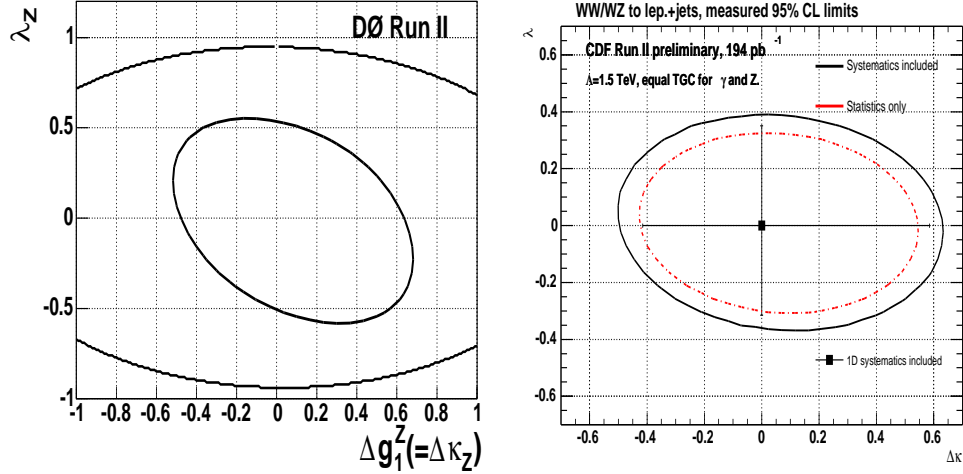 DØ Run II
λZ
1
0.5
0
-0.5
-1
-1 -0.8 -0.6 -0.4 -0.2 0 0.2 0.4 0.6 0.8 1
Δg1Z(=ΔκZ)
WW/WZ to lep.+jets, measured 95% CL limits
λ
CDF Run II preliminary, 194 pb-1
Λ=1.5 TeV, equal TGC for γ and Z.
Systematics included
Statistics only
0.6
0.4
0.2
0
-0.2
-0.4
-0.6
1D systematics included
-0.6 -0.4 -0.2 0 0.2 0.4 0.6
Δκ